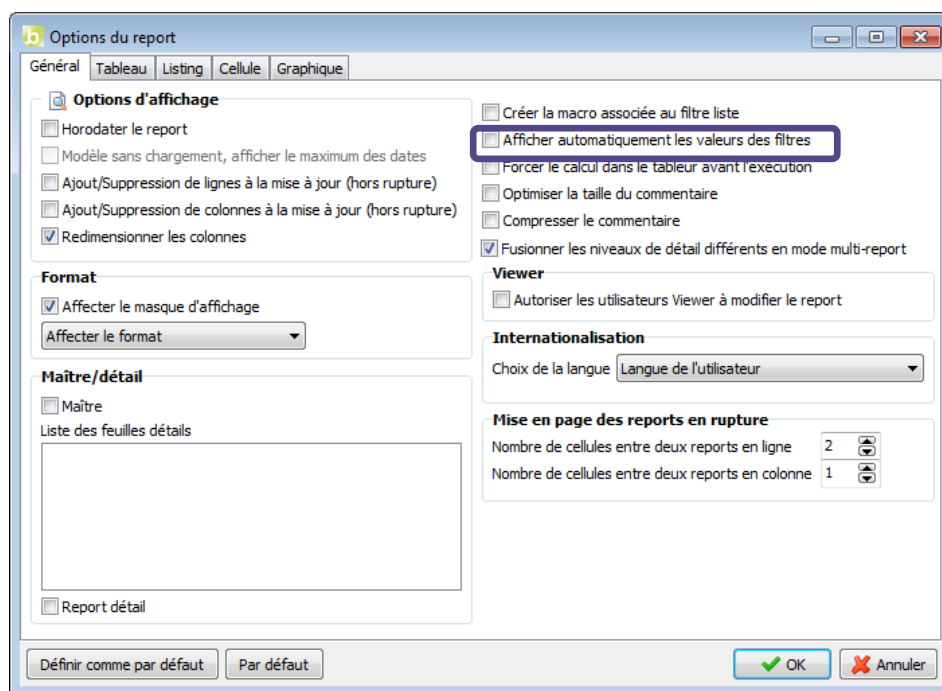 Options du report
Général Tableau Listing Cellule Graphique
Options d'affichage
Horodater le report
Modèle sans chargement, afficher le maximum des dates
Ajout/Suppression de lignes à la mise à jour (hors rupture)
Ajout/Suppression de colonnes à la mise à jour (hors rupture)
Redimensionner les colonnes
Format
Affecter le masque d'affichage
Affecter le format
Maître/détail
Maître
Liste des feuilles détails
Report détail
Créer la macro associée au filtre liste
Afficher automatiquement les valeurs des filtres
Forcer le calcul dans le tableur avant l'exécution
Optimiser la taille du commentaire
Compresser le commentaire
Fusionner les niveaux de détail différents en mode multi-report
Viewer
Autoriser les utilisateurs Viewer à modifier le report
Internationalisation
Choix de la langue Langue de l'utilisateur
Mise en page des reports en rupture
Nombre de cellules entre deux reports en ligne 2
Nombre de cellules entre deux reports en colonne 1
Définir comme par défaut Par défaut OK Annuler